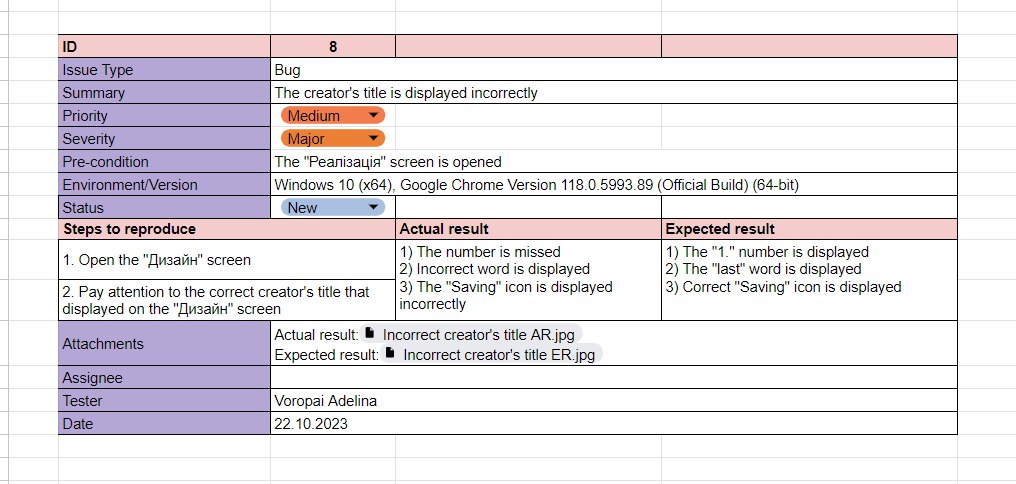 ID 8
Issue Type Bug
Summary The creator's title is displayed incorrectly
Priority Medium
Severity Major
Pre-condition The "Реалізація" screen is opened
Environment/Version Windows 10 (x64), Google Chrome Version 118.0.5993.89 (Official Build) (64-bit)
Status New
Steps to reproduce Actual result Expected result
1. Open the "Дизайн" screen
2. Pay attention to the correct creator's title that
displayed on the "Дизайн" screen
1) The number is missed
2) Incorrect word is displayed
3) The "Saving" icon is displayed
incorrectly
1) The "1." number is displayed
2) The "last" word is displayed
3) Correct "Saving" icon is displayed
Attachments
Actual result: Incorrect creator's title AR.jpg
Expected result: Incorrect creator's title ER.jpg
Assignee
Tester Voropai Adelina
Date 22.10.2023